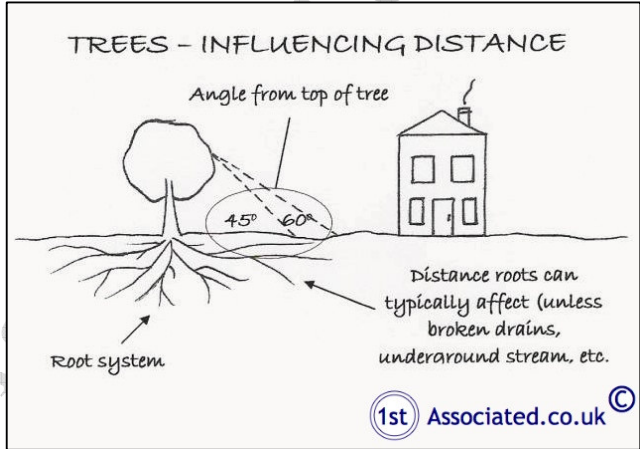 TREES – INFLUENCING DISTANCE
Angle from top of tree
45° 60°
Distance roots can
typically affect (unless
broken drains,
underaround stream, etc.
Root system
1st Associated.co.uk ©